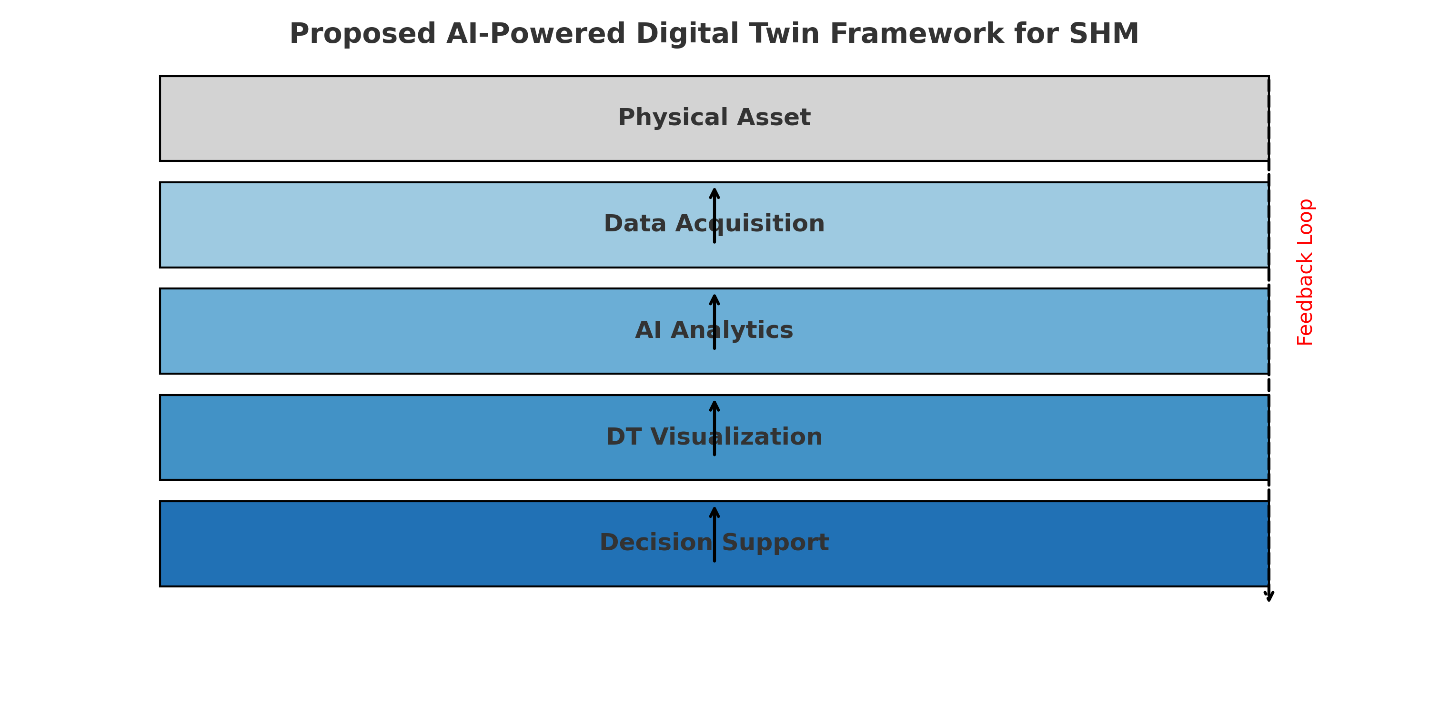 Proposed AI-Powered Digital Twin Framework for SHM
Physical Asset
Data Acquisition
AI Analytics
DT Visualization
Decision Support
Feedback Loop